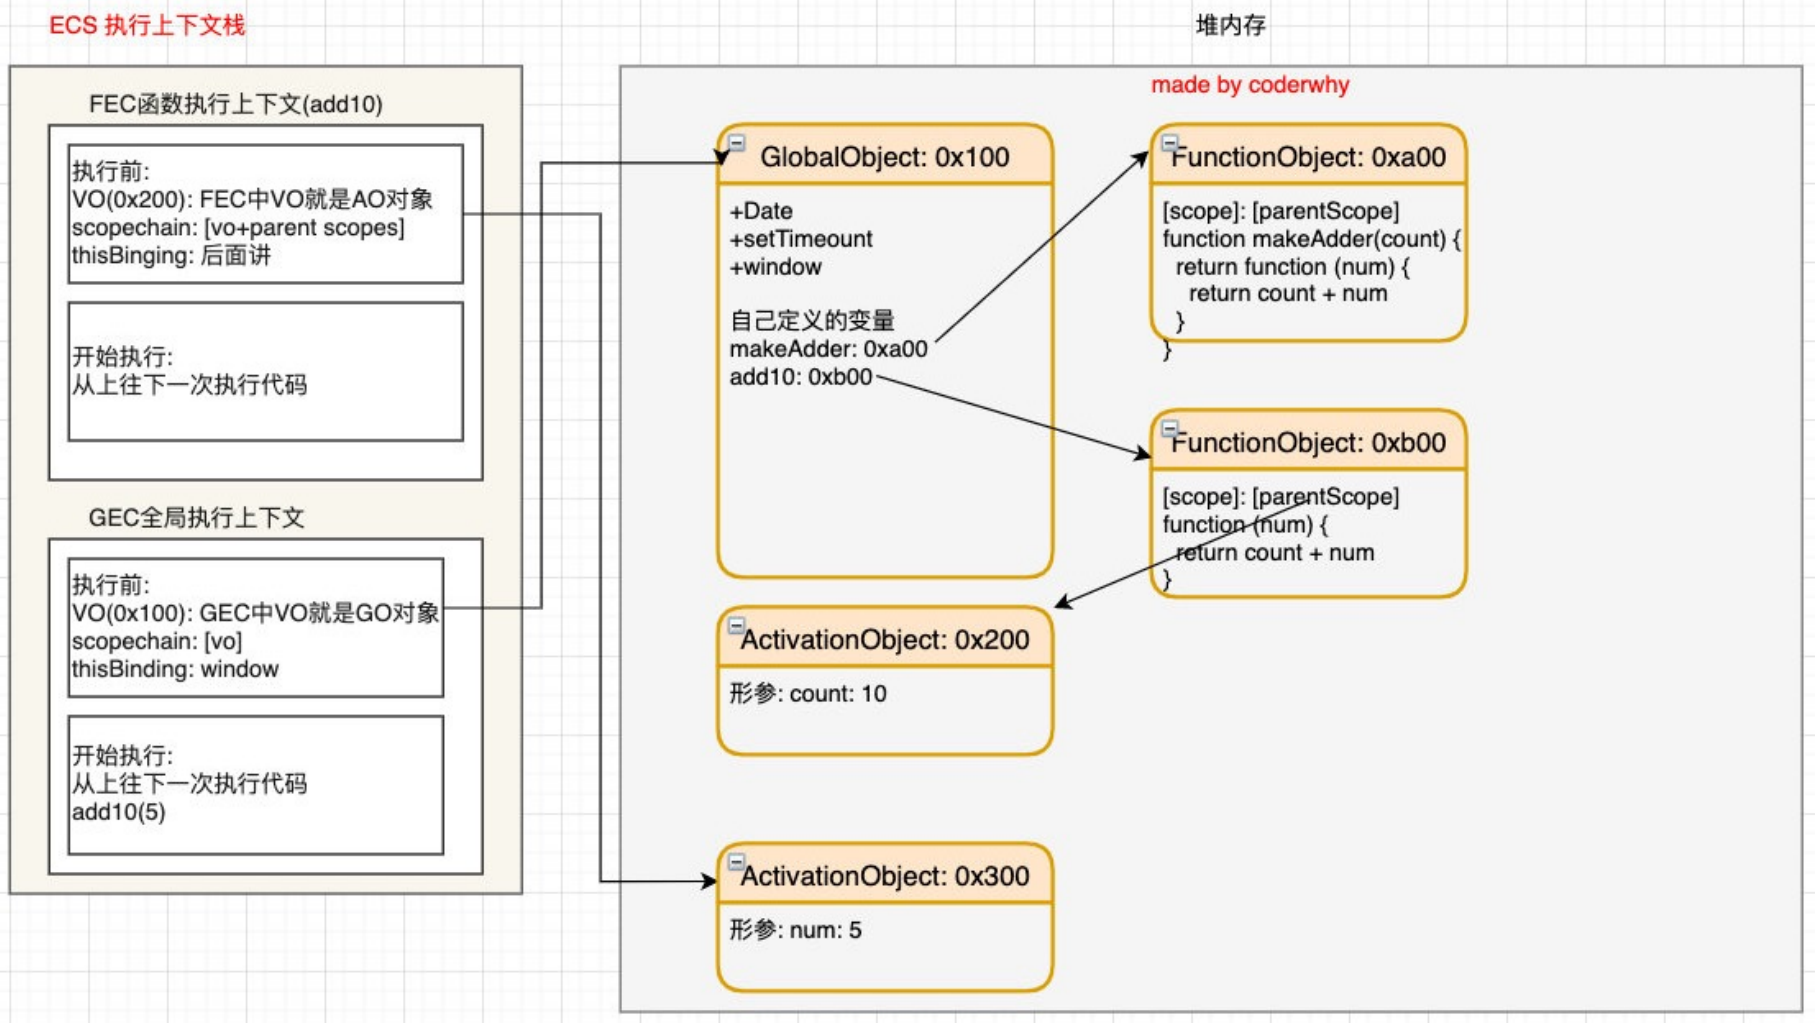 ECS 执行上下文栈
FEC函数执行上下文(add10)
执行前:
VO(0x200): FEC中VO就是AO对象
scopechain: [vo+parent scopes]
thisBinging: 后面讲
开始执行:
从上往下一次执行代码
GEC全局执行上下文
执行前:
VO(0x100): GEC中VO就是GO对象
scopechain: [vo]
thisBinding: window
开始执行:
从上往下一次执行代码
add10(5)
堆内存
made by coderwhy
GlobalObject: 0x100
+Date
+setTimeount
+window
自己定义的变量
makeAdder: 0xa00
add10: 0xb00
FunctionObject: 0xa00
[scope]: [parentScope]
function makeAdder(count) {
return function (num) {
return count + num
}
}
FunctionObject: 0xb00
[scope]: [parentScope]
function (num) {
return count + num
}
ActivationObject: 0x200
形参: count: 10
ActivationObject: 0x300
形参: num: 5